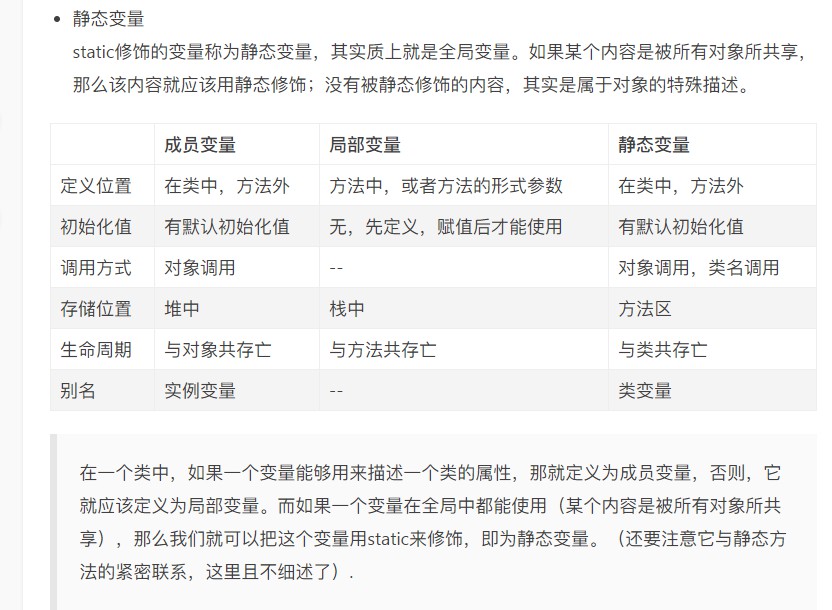 静态变量
static修饰的变量称为静态变量，其实质上就是全局变量。如果某个内容是被所有对象所共享，
那么该内容就应该用静态修饰；没有被静态修饰的内容，其实是属于对象的特殊描述。
成员变量 局部变量 静态变量
定义位置 在类中，方法外 方法中，或者方法的形式参数 在类中，方法外
初始化值 有默认初始化值 无，先定义，赋值后才能使用 有默认初始化值
调用方式 对象调用 -- 对象调用，类名调用
存储位置 堆中 栈中 方法区
生命周期 与对象共存亡 与方法共存亡 与类共存亡
别名 实例变量 -- 类变量
在一个类中，如果一个变量能够用来描述一个类的属性，那就定义为成员变量，否则，它
就应该定义为局部变量。而如果一个变量在全局中都能使用（某个内容是被所有对象所共
享），那么我们就可以把这个变量用static来修饰，即为静态变量。（还要注意它与静态方
法的紧密联系，这里且不细述了）.